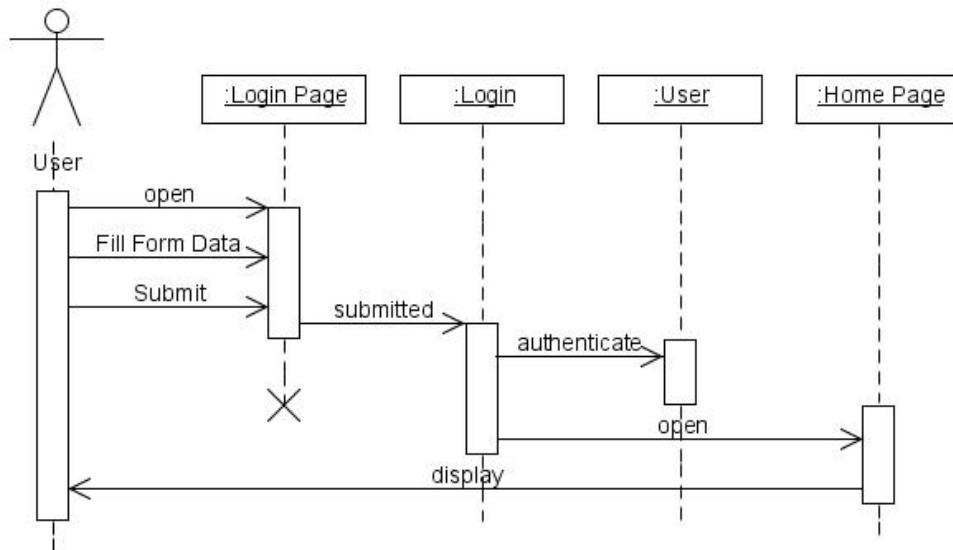 :Login Page
:Login
:User
:Home Page
User
open
Fill Form Data
Submit
submitted
authenticate
open
display